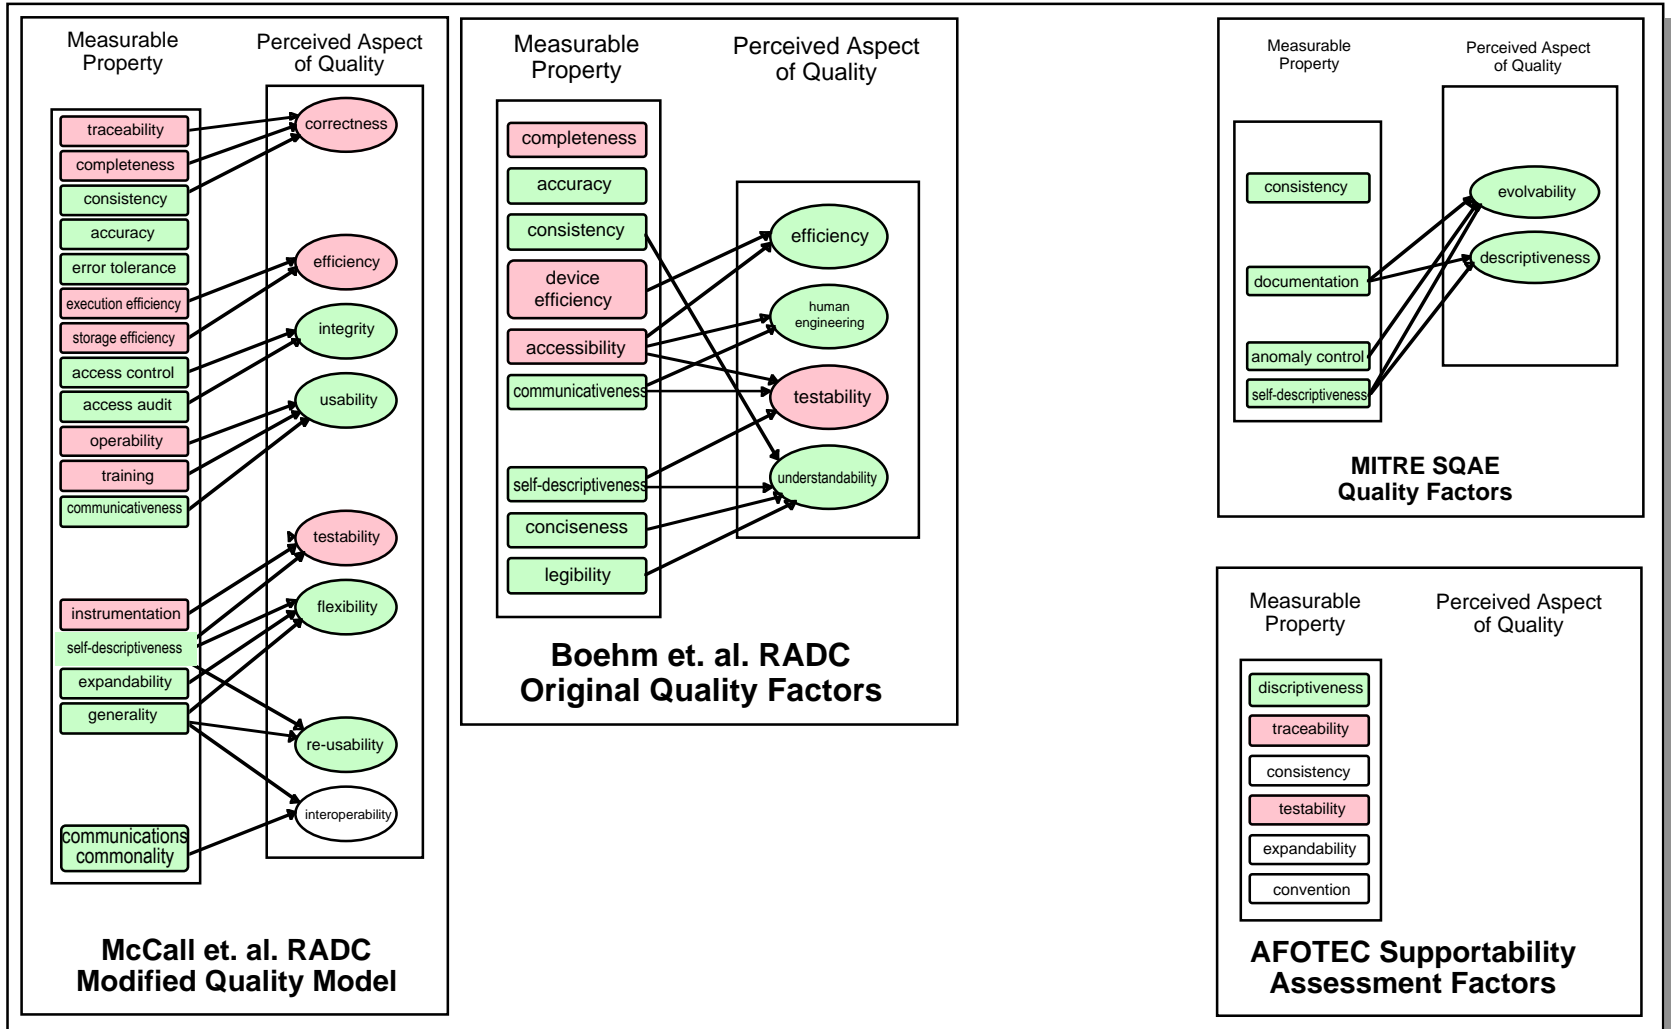 Measurable
Property
Perceived Aspect
of Quality
traceability
completeness
consistency
accuracy
error tolerance
execution efficiency
storage efficiency
access control
access audit
operability
training
communicativeness
instrumentation
self-descriptiveness
expandability
generality
communications
commonality
correctness
efficiency
integrity
usability
testability
flexibility
re-usability
interoperability
McCall et. al. RADC
Modified Quality Model
Measurable
Property
Perceived Aspect
of Quality
completeness
accuracy
consistency
device
efficiency
accessibility
communicativeness
self-descriptiveness
conciseness
legibility
efficiency
human
engineering
testability
understandability
Boehm et. al. RADC
Original Quality Factors
Measurable
Property
Perceived Aspect
of Quality
consistency
documentation
anomaly control
self-descriptiveness
evolvability
descriptiveness
MITRE SQAE
Quality Factors
Measurable
Property
Perceived Aspect
of Quality
discriptiveness
traceability
consistency
testability
expandability
convention
AFOTEC Supportability
Assessment Factors